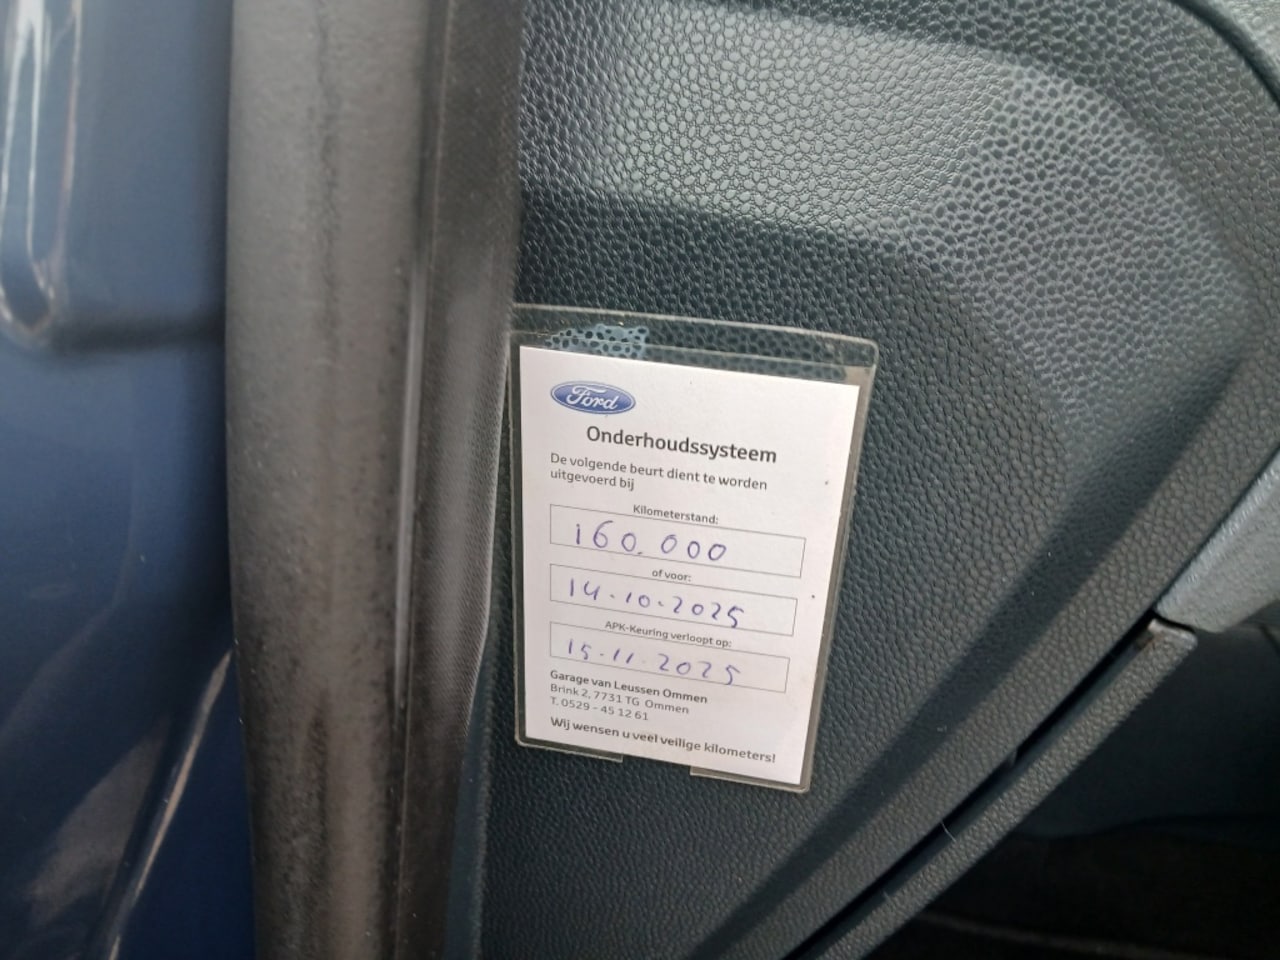 Ford
Onderhoudssysteem
De volgende beurt dient te worden
uitgevoerd bij
Kilometerstand:
160.000
of voor:
14-10-2025
APK-Keuring verloopt op:
15-11-2025
Garage van Leussen Ommen
Brink 2, 7731 TG Ommen
T. 0529 - 45 12 61
Wij wensen u veel veilige kilometers!